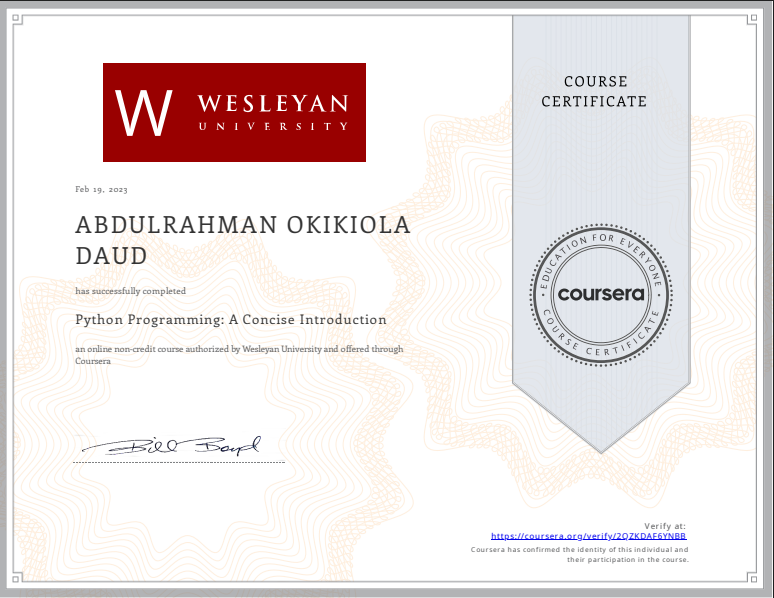 W WESLEYAN
UNIVERSITY
COURSE
CERTIFICATE
Feb 19, 2023
ABDULRAHMAN OKIKIOLA
DAUD
has successfully completed
Python Programming: A Concise Introduction
an online non-credit course authorized by Wesleyan University and offered through
Coursera
EDUCATION FOR EVERYONE
coursera
COURSE CERTIFICATE
Bill Boyd
Verify at:
https://coursera.org/verify/2QZKDAF6YNBB
Coursera has confirmed the identity of this individual and
their participation in the course.